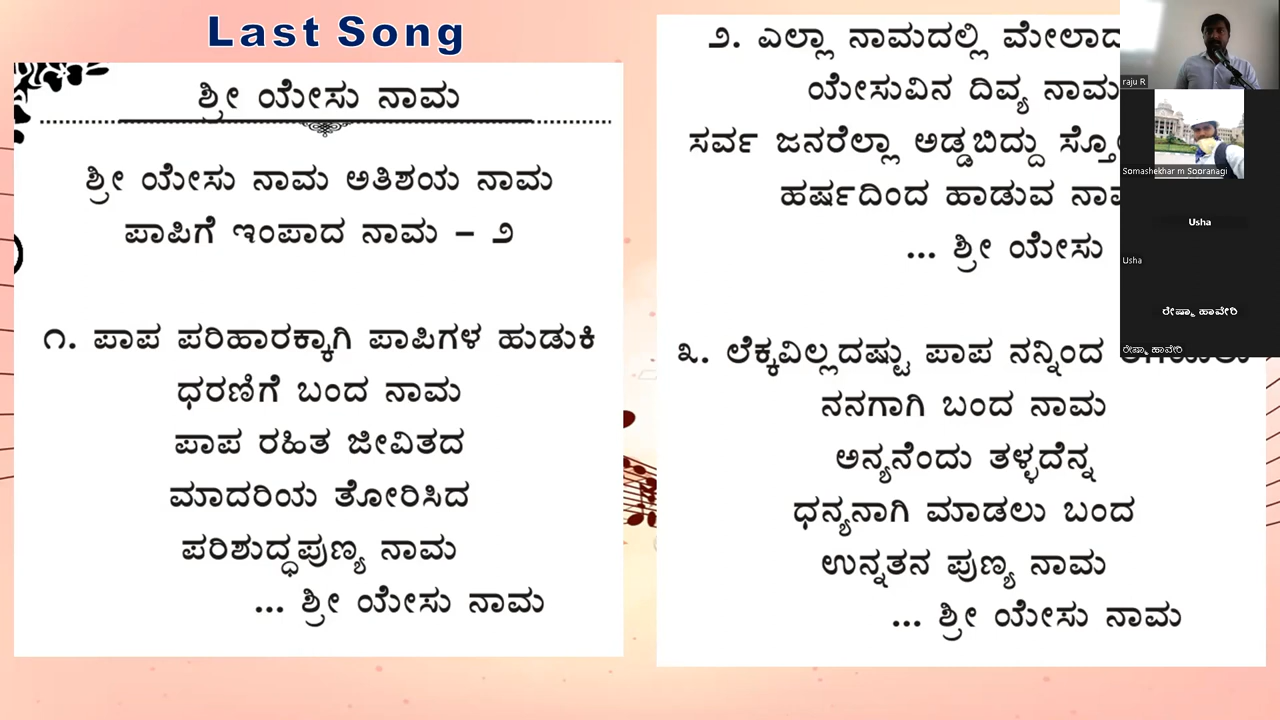 Last Song
ಶ್ರೀ ಯೇಸು ನಾಮ
ಶ್ರೀ ಯೇಸು ನಾಮ ಅತಿಶಯ ನಾಮ
ಪಾಪಿಗೆ ಇಂಪಾದ ನಾಮ – ೨
೧. ಪಾಪ ಪರಿಹಾರಕ್ಕಾಗಿ ಪಾಪಿಗಳ ಹುಡುಕಿ
ಧರಣಿಗೆ ಬಂದ ನಾಮ
ಪಾಪ ರಹಿತ ಜೀವಿತದ
ಮಾದರಿಯ ತೋರಿಸಿದ
ಪರಿಶುದ್ಧಪುಣ್ಯ ನಾಮ
... ಶ್ರೀ ಯೇಸು ನಾಮ
೨. ಎಲ್ಲಾ ನಾಮದಲ್ಲಿ
ಯೇಸುವಿನ ದಿವ್ಯ ನಾಮ
ಸರ್ವ ಜನರೆಲ್ಲಾ ಅಡ್ಡಬಿದ್ದು
ಹರ್ಷದಿಂದ ಹಾಡುವ
... ಶ್ರೀ ಯೇಸು
೩. ಲೆಕ್ಕವಿಲ್ಲದಷ್ಟು ಪಾಪ ನನ್ನಿಂದ
ನನಗಾಗಿ ಬಂದ ನಾಮ
ಅನ್ಯನೆಂದು ತಳ್ಳದೆನ್ನ
ಧನ್ಯನಾಗಿ ಮಾಡಲು ಬಂದ
ಉನ್ನತನ ಪುಣ್ಯ ನಾಮ
... ಶ್ರೀ ಯೇಸು ನಾಮ
raju R
Somashekhar m Sooranagi
Usha
Usha
ರೇಷ್ಮಾ ಹಾವೇರಿ
ರೇಷ್ಮಾ ಹಾವೇರಿ